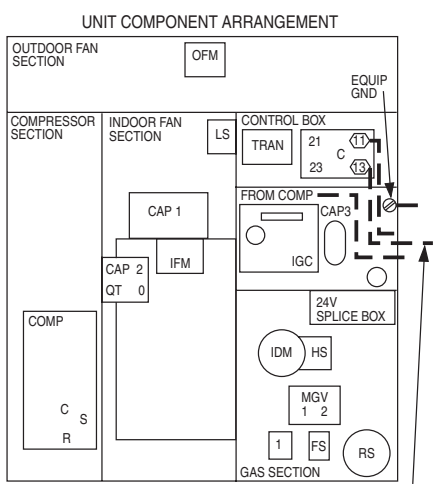 UNIT COMPONENT ARRANGEMENT
OUTDOOR FAN
SECTION
OFM
EQUIP
GND
COMPRESSOR
SECTION
INDOOR FAN
SECTION
LS
CONTROL BOX
TRAN
21
11
C
23
13
FROM COMP
CAP3
IGC
CAP 1
IFM
CAP 2
QT 0
24V
SPLICE BOX
COMP
C
S
R
IDM
HS
MGV
1 2
1
FS
RS
GAS SECTION